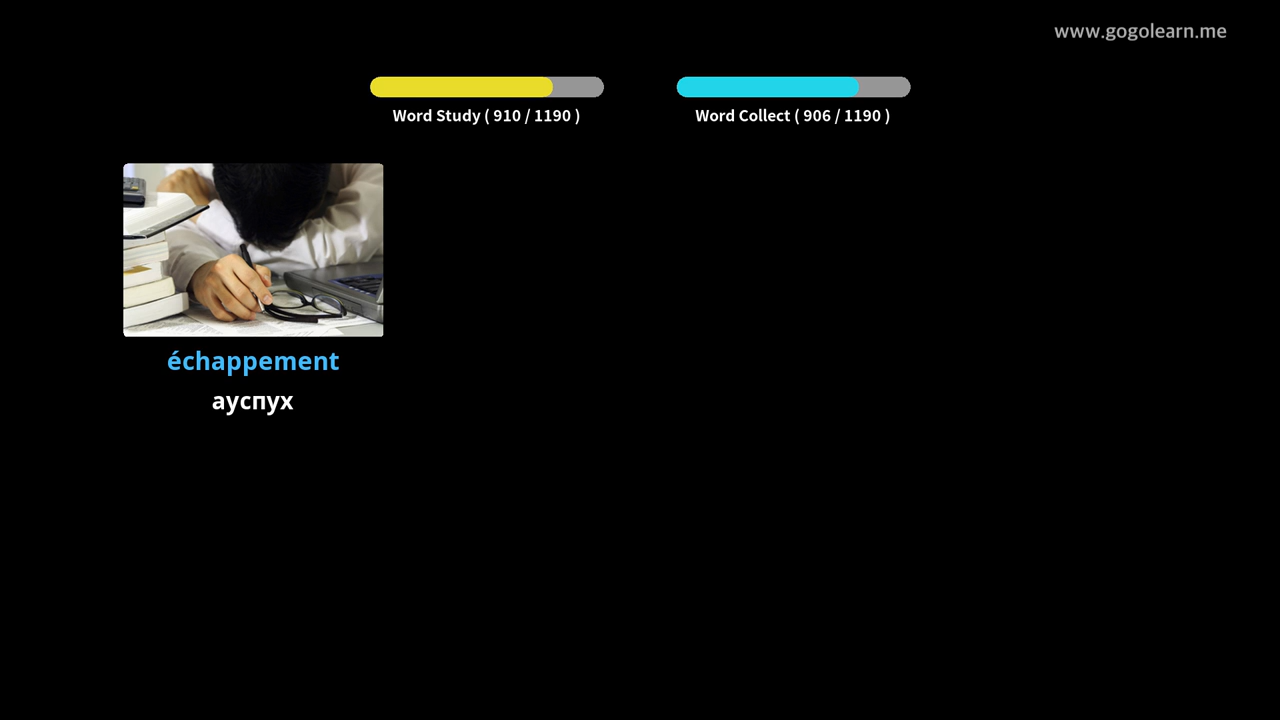 www.gogolearn.me
Word Study ( 910 / 1190 )
Word Collect ( 906 / 1190 )
échappement
ауспух